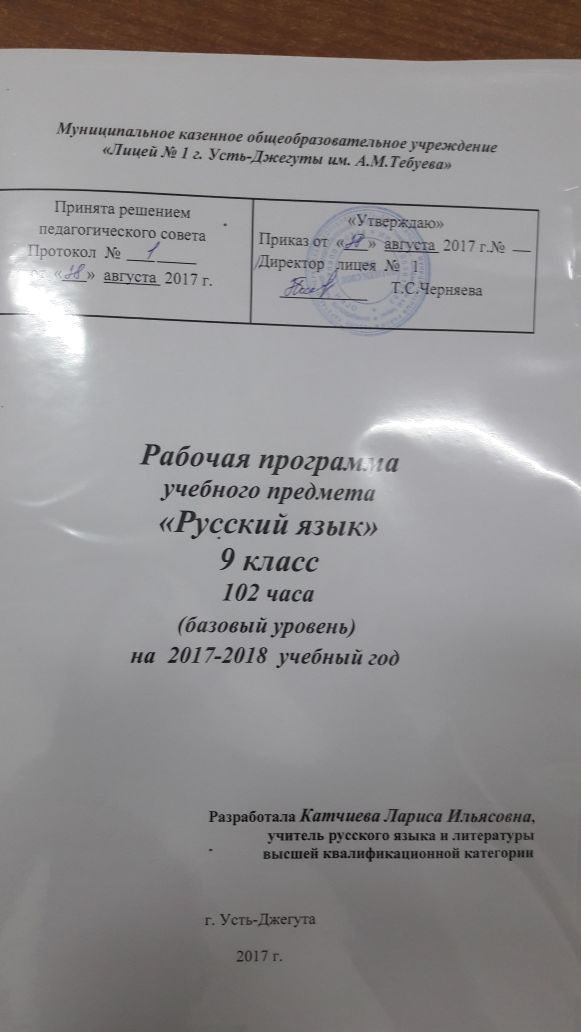 Муниципальное казенное общеобразовательное учреждение
«Лицей № 1 г. Усть-Джегуты им. А.М.Тебуева»
Принята решением
педагогического совета
Протокол № 1
от «28» августа 2017 г.
«Утверждаю»
Приказ от « » августа 2017 г.№
Директор лицея № 1
Т.С.Черняева
Рабочая программа
учебного предмета
«Русский язык»
9 класс
102 часа
(базовый уровень)
на 2017-2018 учебный год
Разработала Катчиева Лариса Ильясовна,
учитель русского языка и литературы
высшей квалификационной категории
г. Усть-Джегута
2017 г.